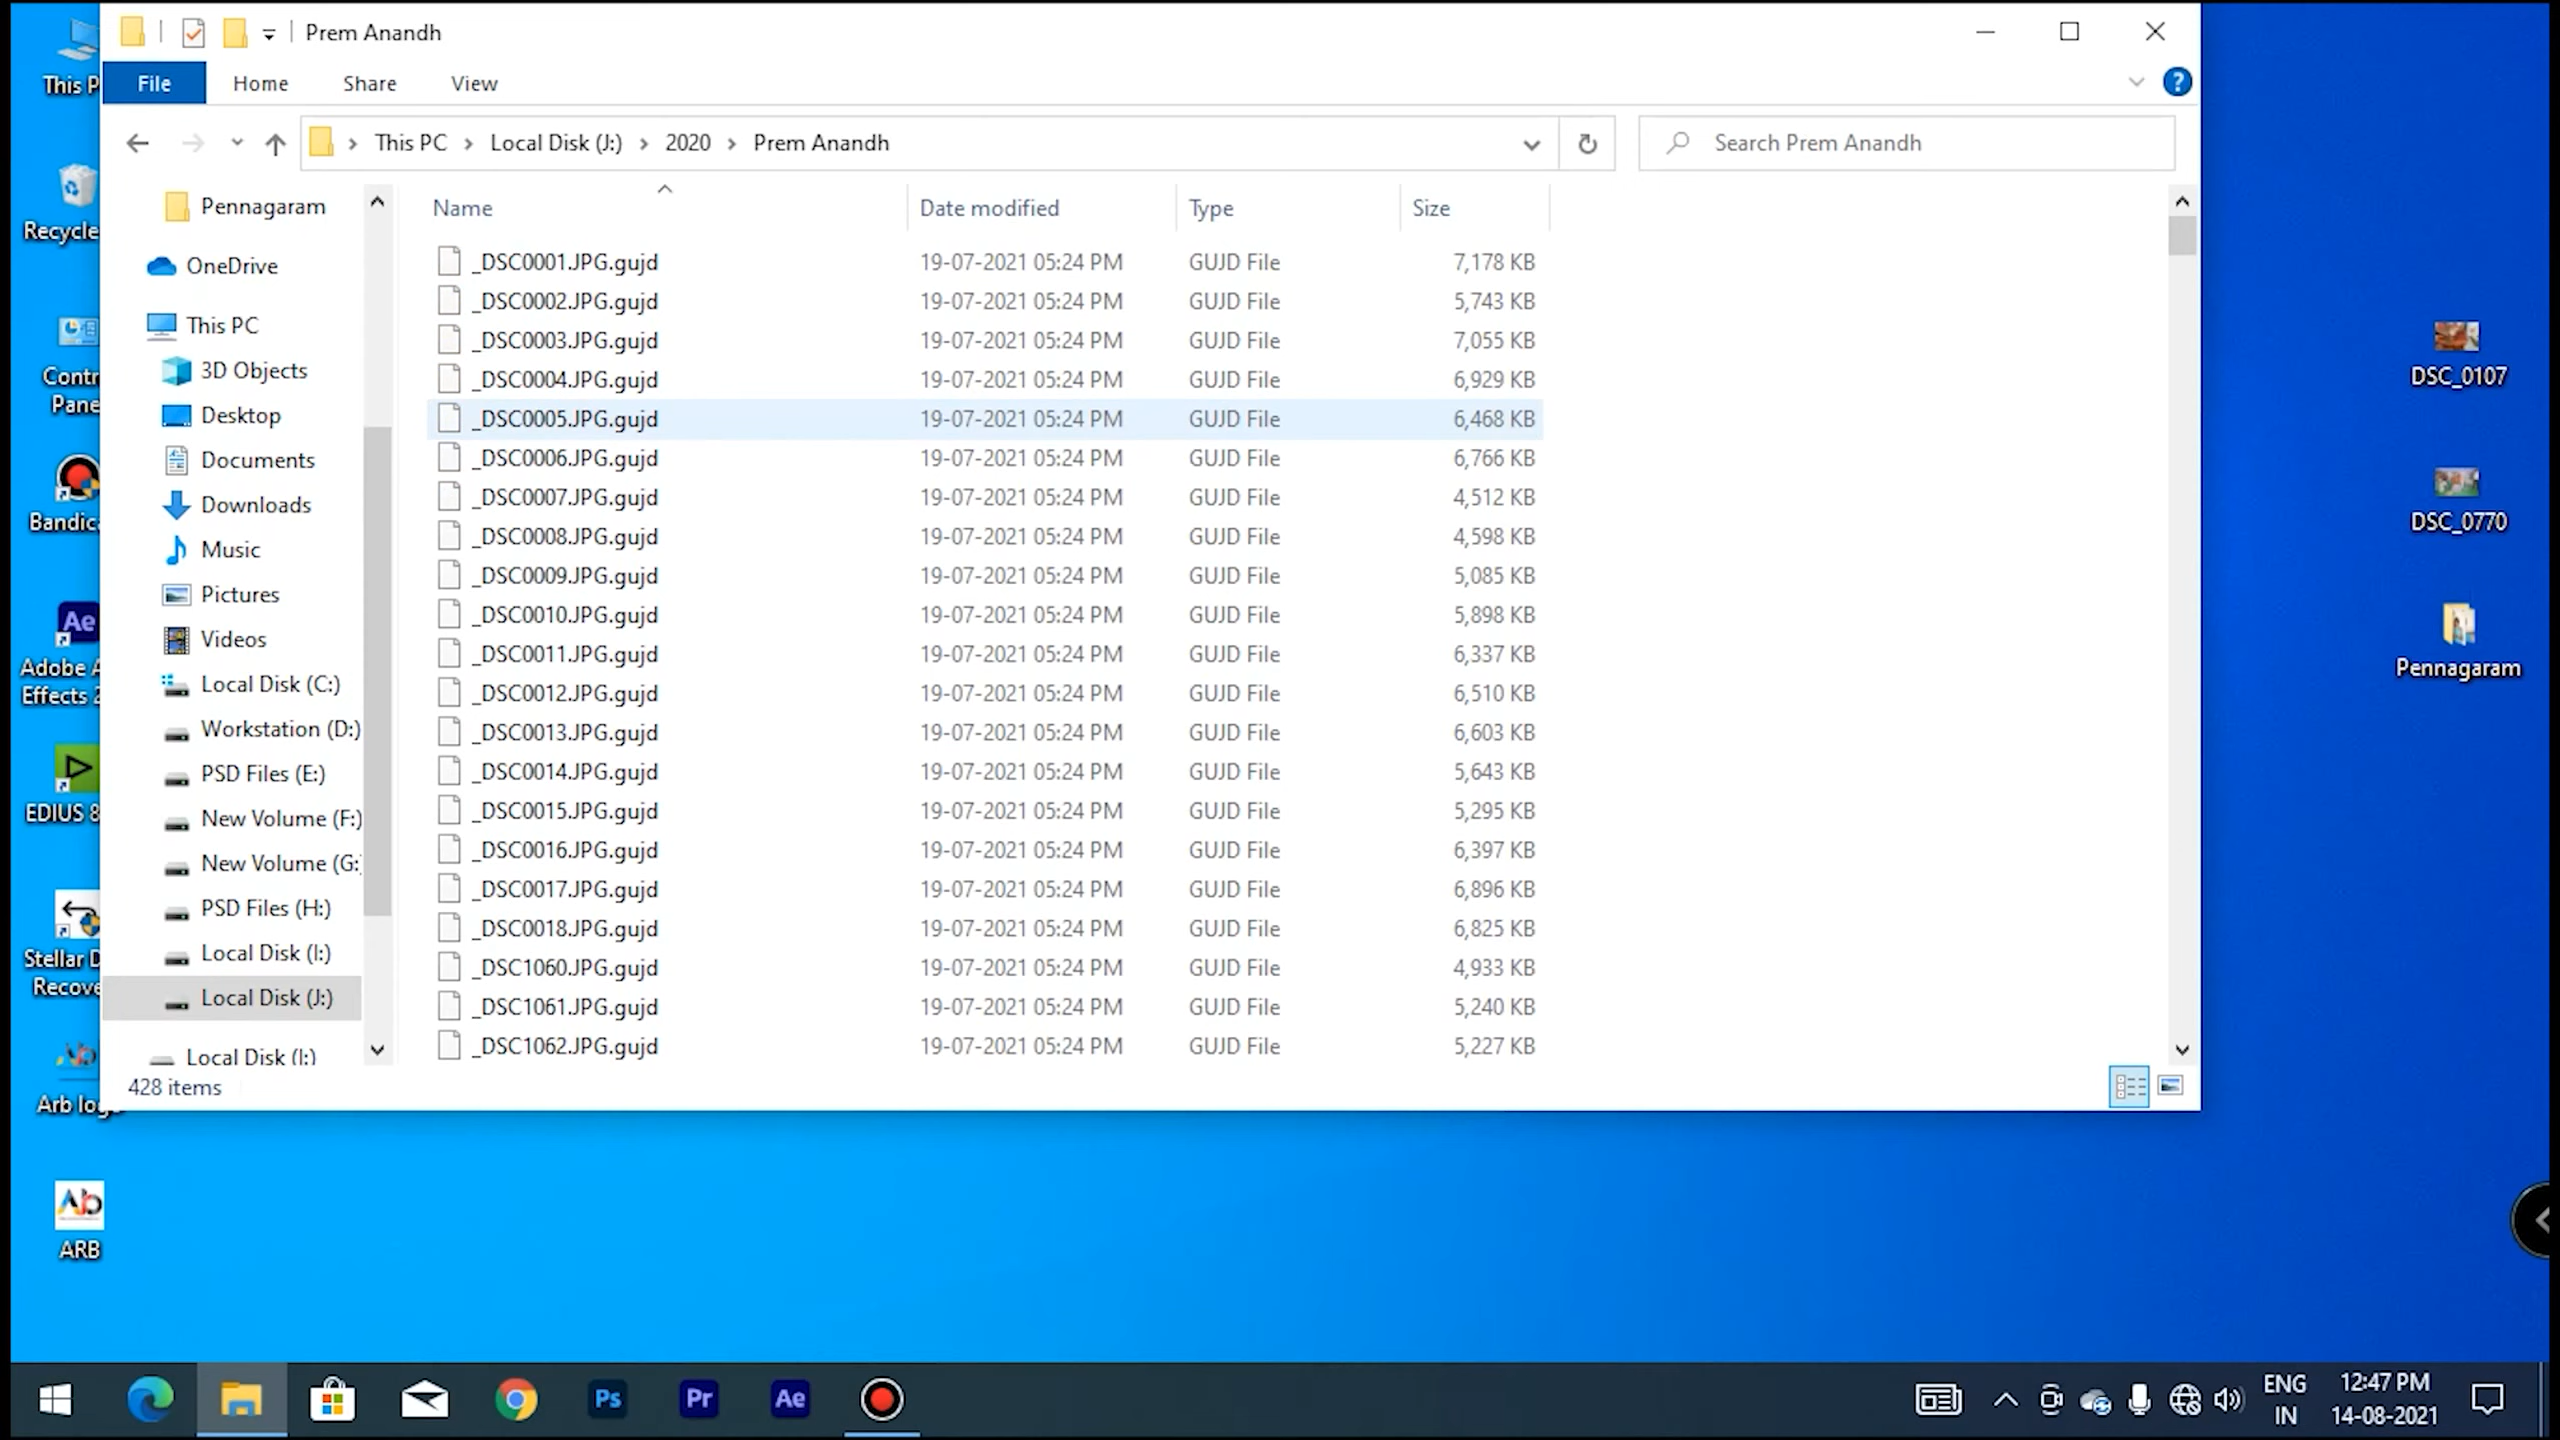 Prem Anandh
File Home Share View
This PC Local Disk (J:) 2020 Prem Anandh
Search Prem Anandh
Name Date modified Type Size
_DSC0001.JPG.gujd 19-07-2021 05:24 PM GUJD File 7,178 KB
_DSC0002.JPG.gujd 19-07-2021 05:24 PM GUJD File 5,743 KB
_DSC0003.JPG.gujd 19-07-2021 05:24 PM GUJD File 7,055 KB
_DSC0004.JPG.gujd 19-07-2021 05:24 PM GUJD File 6,929 KB
_DSC0005.JPG.gujd 19-07-2021 05:24 PM GUJD File 6,468 KB
_DSC0006.JPG.gujd 19-07-2021 05:24 PM GUJD File 6,766 KB
_DSC0007.JPG.gujd 19-07-2021 05:24 PM GUJD File 4,512 KB
_DSC0008.JPG.gujd 19-07-2021 05:24 PM GUJD File 4,598 KB
_DSC0009.JPG.gujd 19-07-2021 05:24 PM GUJD File 5,085 KB
_DSC0010.JPG.gujd 19-07-2021 05:24 PM GUJD File 5,898 KB
_DSC0011.JPG.gujd 19-07-2021 05:24 PM GUJD File 6,337 KB
_DSC0012.JPG.gujd 19-07-2021 05:24 PM GUJD File 6,510 KB
_DSC0013.JPG.gujd 19-07-2021 05:24 PM GUJD File 6,603 KB
_DSC0014.JPG.gujd 19-07-2021 05:24 PM GUJD File 5,643 KB
_DSC0015.JPG.gujd 19-07-2021 05:24 PM GUJD File 5,295 KB
_DSC0016.JPG.gujd 19-07-2021 05:24 PM GUJD File 6,397 KB
_DSC0017.JPG.gujd 19-07-2021 05:24 PM GUJD File 6,896 KB
_DSC0018.JPG.gujd 19-07-2021 05:24 PM GUJD File 6,825 KB
_DSC1060.JPG.gujd 19-07-2021 05:24 PM GUJD File 4,933 KB
_DSC1061.JPG.gujd 19-07-2021 05:24 PM GUJD File 5,240 KB
_DSC1062.JPG.gujd 19-07-2021 05:24 PM GUJD File 5,227 KB
Pennagaram
OneDrive
This PC
3D Objects
Desktop
Documents
Downloads
Music
Pictures
Videos
Local Disk (C:)
Workstation (D:)
PSD Files (E:)
New Volume (F:)
New Volume (G:
PSD Files (H:)
Local Disk (I:)
Local Disk (J:)
Local Disk (I:)
428 items
This P
Recycle
Contr
Pane
Bandic
Ae
Adobe A
Effects 2
EDIUS 8
Stellar D
Recove
Arb log
Ab
ARB
DSC_0107
DSC_0770
Pennagaram
Ps Pr Ae
ENG
IN
12:47 PM
14-08-2021